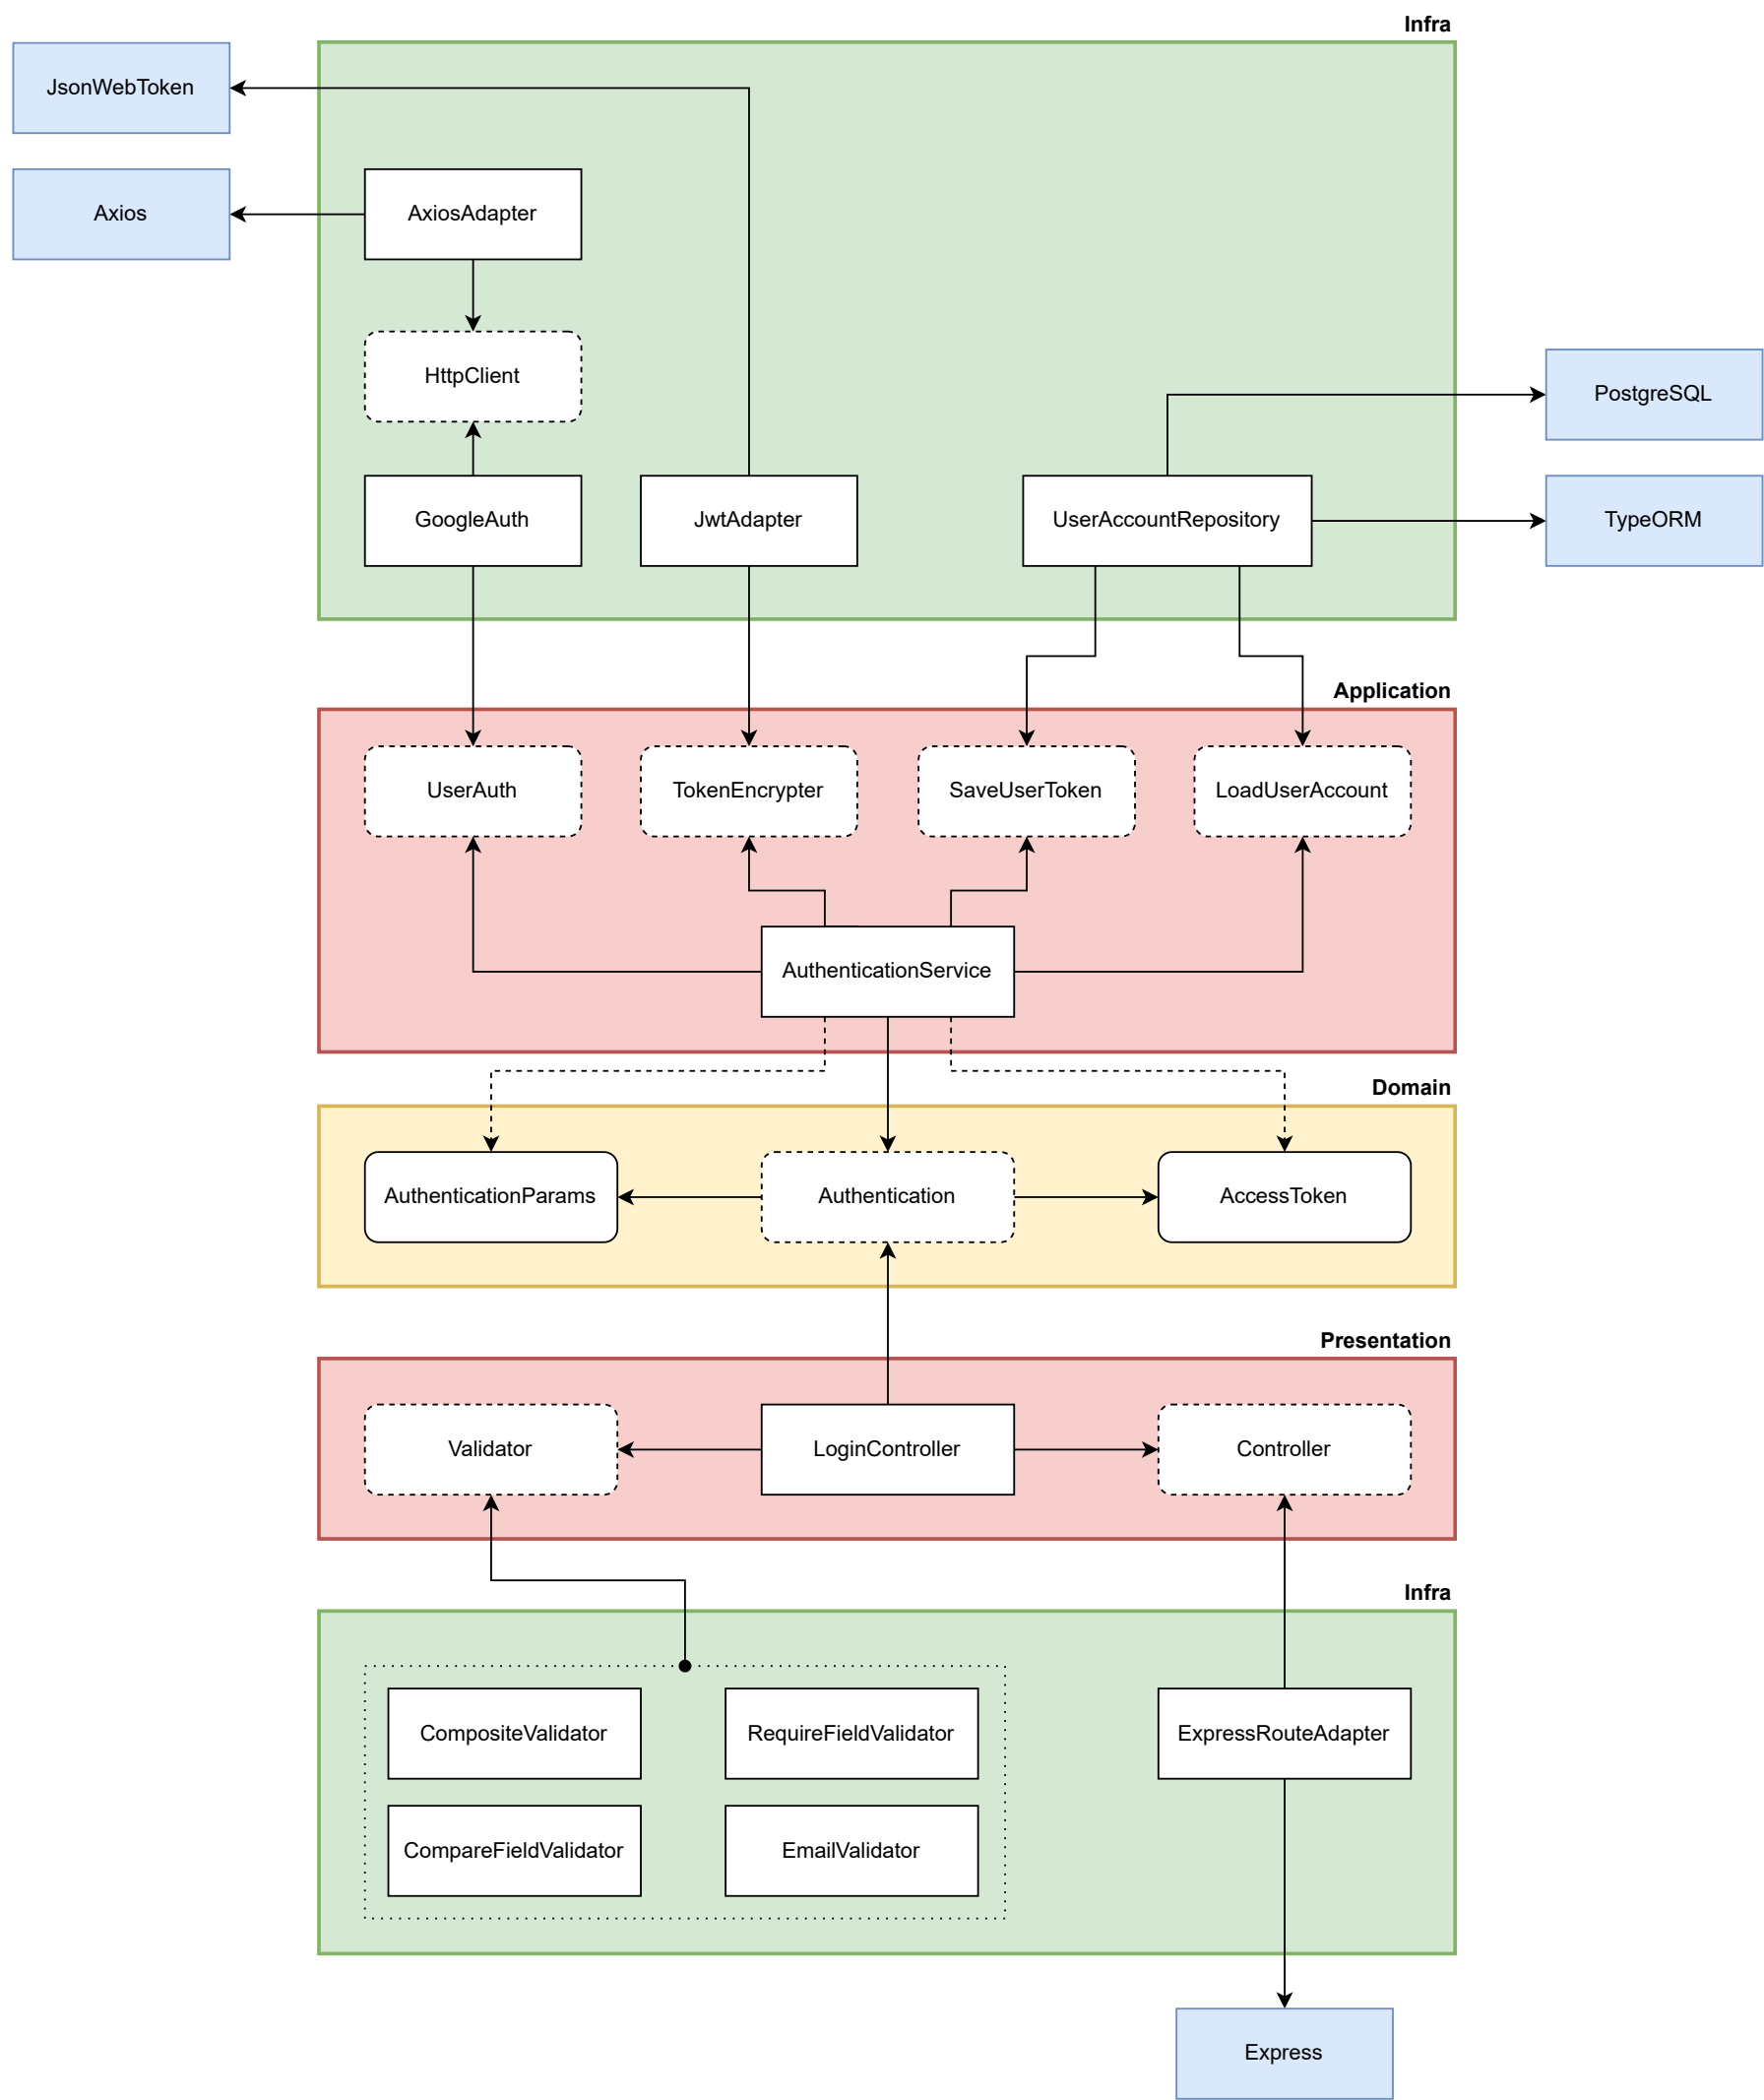 Infra
JsonWebToken
Axios
AxiosAdapter
HttpClient
PostgreSQL
GoogleAuth
JwtAdapter
UserAccountRepository
TypeORM
Application
UserAuth
TokenEncrypter
SaveUserToken
LoadUserAccount
AuthenticationService
Domain
AuthenticationParams
Authentication
AccessToken
Presentation
Validator
LoginController
Controller
Infra
CompositeValidator
RequireFieldValidator
ExpressRouteAdapter
CompareFieldValidator
EmailValidator
Express